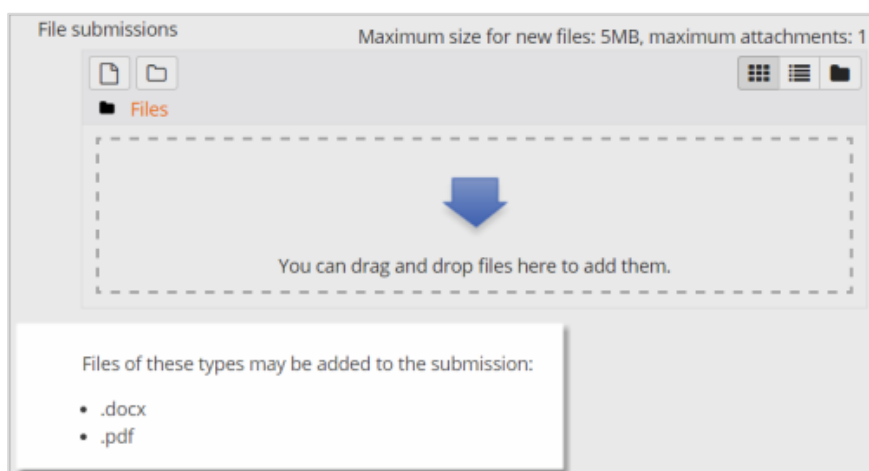 File submissions
Maximum size for new files: 5MB, maximum attachments: 1
Files
You can drag and drop files here to add them.
Files of these types may be added to the submission:
.docx
.pdf